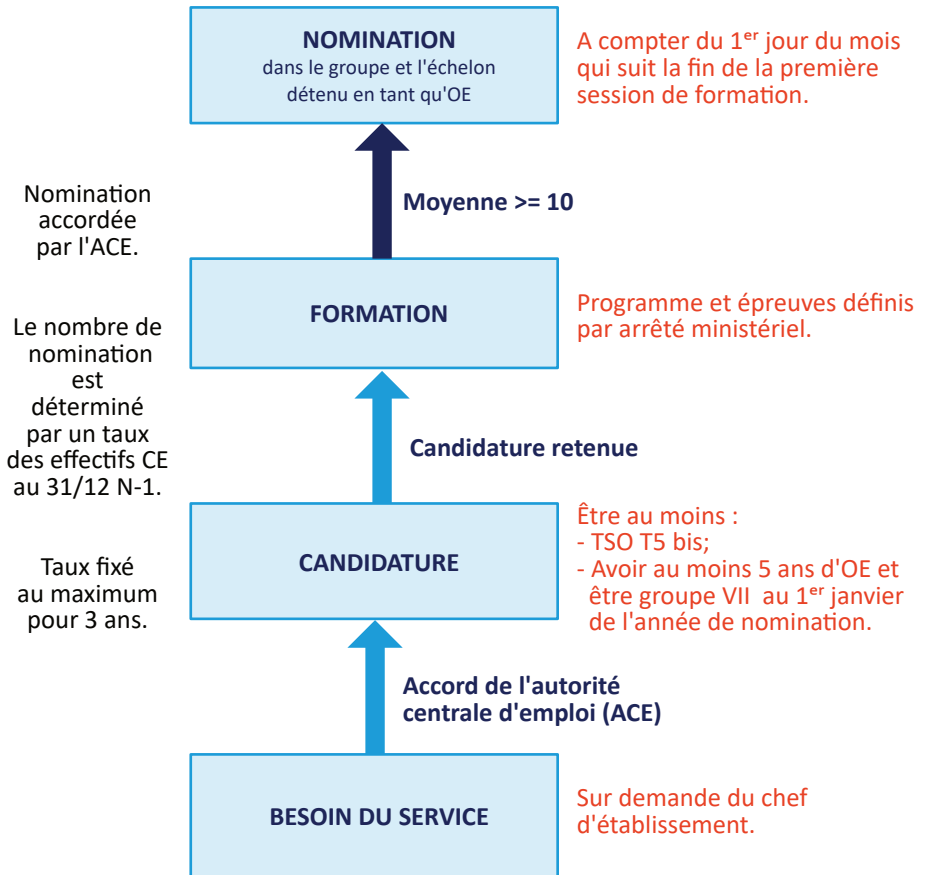 NOMINATION
dans le groupe et l'échelon
détenu en tant qu'OE
A compter du 1er jour du mois
qui suit la fin de la première
session de formation.
Moyenne >= 10
Nomination
accordée
par l'ACE.
FORMATION
Programme et épreuves définis
par arrêté ministériel.
Le nombre de
nomination
est
déterminé
par un taux
des effectifs CE
au 31/12 N-1.
Candidature retenue
CANDIDATURE
Être au moins :
- TSO T5 bis;
- Avoir au moins 5 ans d'OE et
être groupe VII au 1er janvier
de l'année de nomination.
Taux fixé
au maximum
pour 3 ans.
Accord de l'autorité
centrale d'emploi (ACE)
BESOIN DU SERVICE
Sur demande du chef
d'établissement.